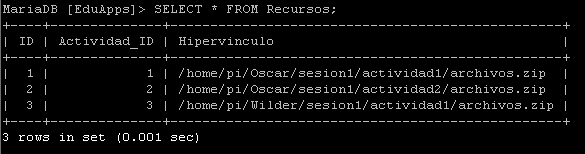 MariaDB [EduApps]> SELECT * FROM Recursos;
+----+--------------+---------------------------------------------------+
| ID | Actividad_ID | Hipervinculo                                      |
+----+--------------+---------------------------------------------------+
|  1 |            1 | /home/pi/Oscar/sesion1/actividad1/archivos.zip    |
|  2 |            2 | /home/pi/Oscar/sesion1/actividad2/archivos.zip    |
|  3 |            3 | /home/pi/Wilder/sesion1/actividad1/archivos.zip |
+----+--------------+---------------------------------------------------+
3 rows in set (0.001 sec)